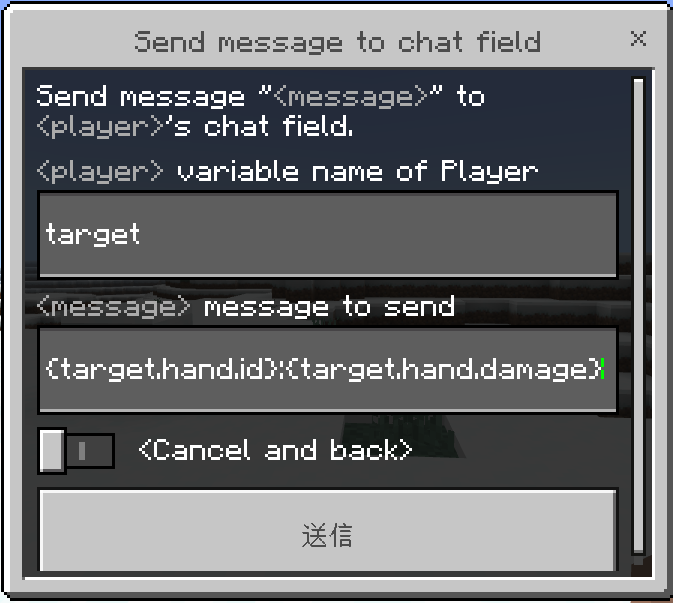 Send message to chat field
Send message "<message>" to
<player>'s chat field.
<player> variable name of Player
target
<message> message to send
{target.hand.id}:{target.hand.damage}
<Cancel and back>
送信